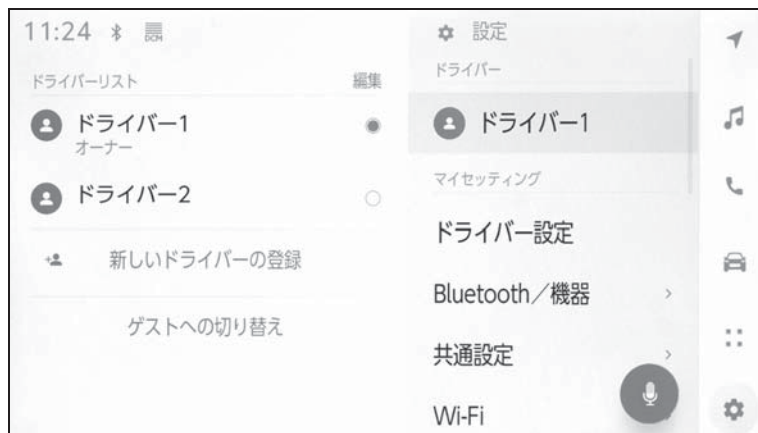 11:24
DCM
ドライバーリスト
編集
ドライバー1
オーナー
ドライバー2
新しいドライバーの登録
ゲストへの切り替え
設定
ドライバー
ドライバー1
マイセッティング
ドライバー設定
Bluetooth／機器
共通設定
Wi-Fi